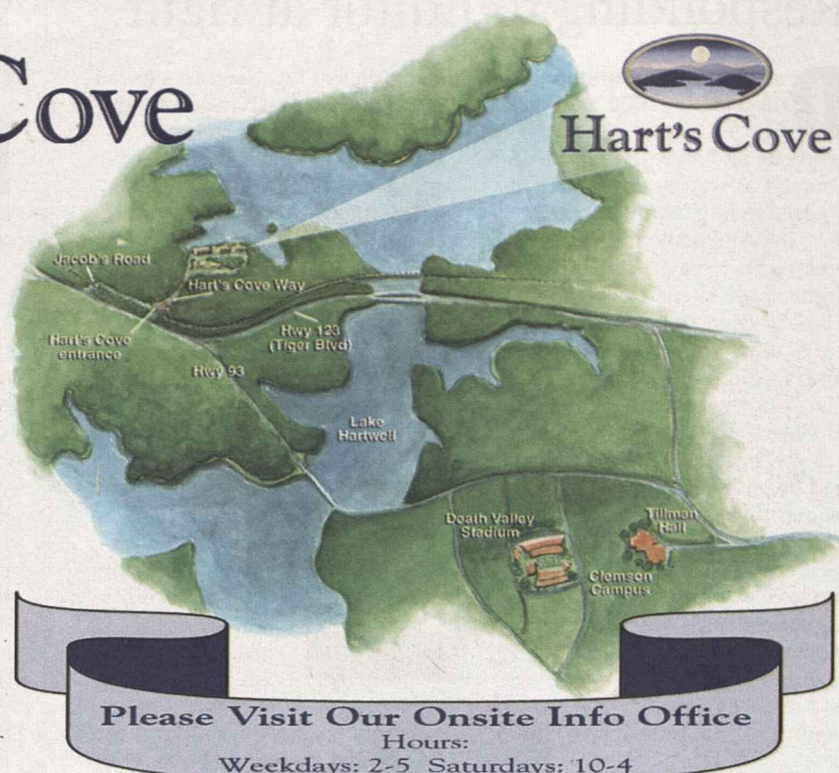 Cove
Hart's Cove
Jacob's Road
Hart's Cove Way
Hart's Cove
entrance
Hwy 123
(Tiger Blvd)
Hwy 93
Lake
Hartwell
Death Valley
Stadium
Tillman
Hall
Clemson
Campus
Please Visit Our Onsite Info Office
Hours:
Weekdays: 2-5 Saturdays: 10-4